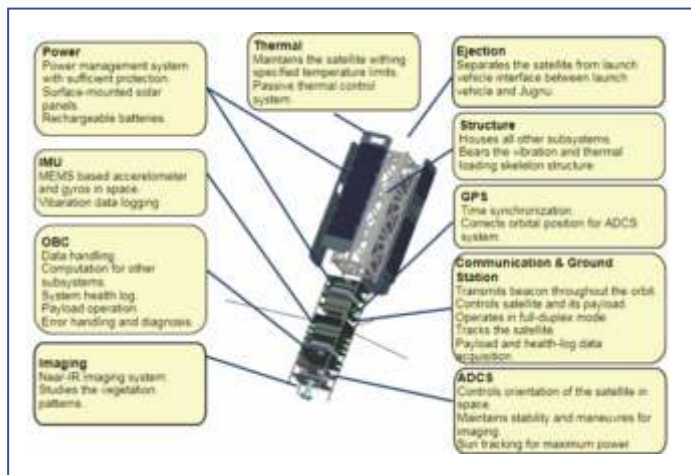 Power
Power management system
with sufficient protection.
Surface-mounted solar
panels.
Rechargeable batteries.
IMU
MEMS based accerelometer
and gyros in space.
Vibaration data logging
OBC
Data handling
Computation for other
subsystems.
System health log.
Payload operation
Error handling and diagnosis
Imaging
Near-IR imaging system.
Studies the vegetation
patterns.
Thermal
Maintains the satellite withing
specified temperature limits.
Passive thermal control
system
Ejection
Separates the satellite from launch
vehicle interface between launch
vehicle and Jugnu.
Structure
Houses all other subsystems.
Bears the vibration and thermal
loading skeleton structure.
GPS
Time synchronization.
Corrects orbital position for ADCS
system.
Communication & Ground
Station
Transmits beacon throughout the orbit
Controls satellite and its payload.
Operates in full-duplex mode
Tracks the satellite
Payload and health-log data
acquisition
ADCS
Controls orientation of the satellite in
space.
Maintains stability and maneuvres for
imaging.
Sun tracking for maximum power